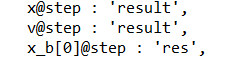 x@step : 'result',
v@step : 'result',
x_b[0]@step : 'res',